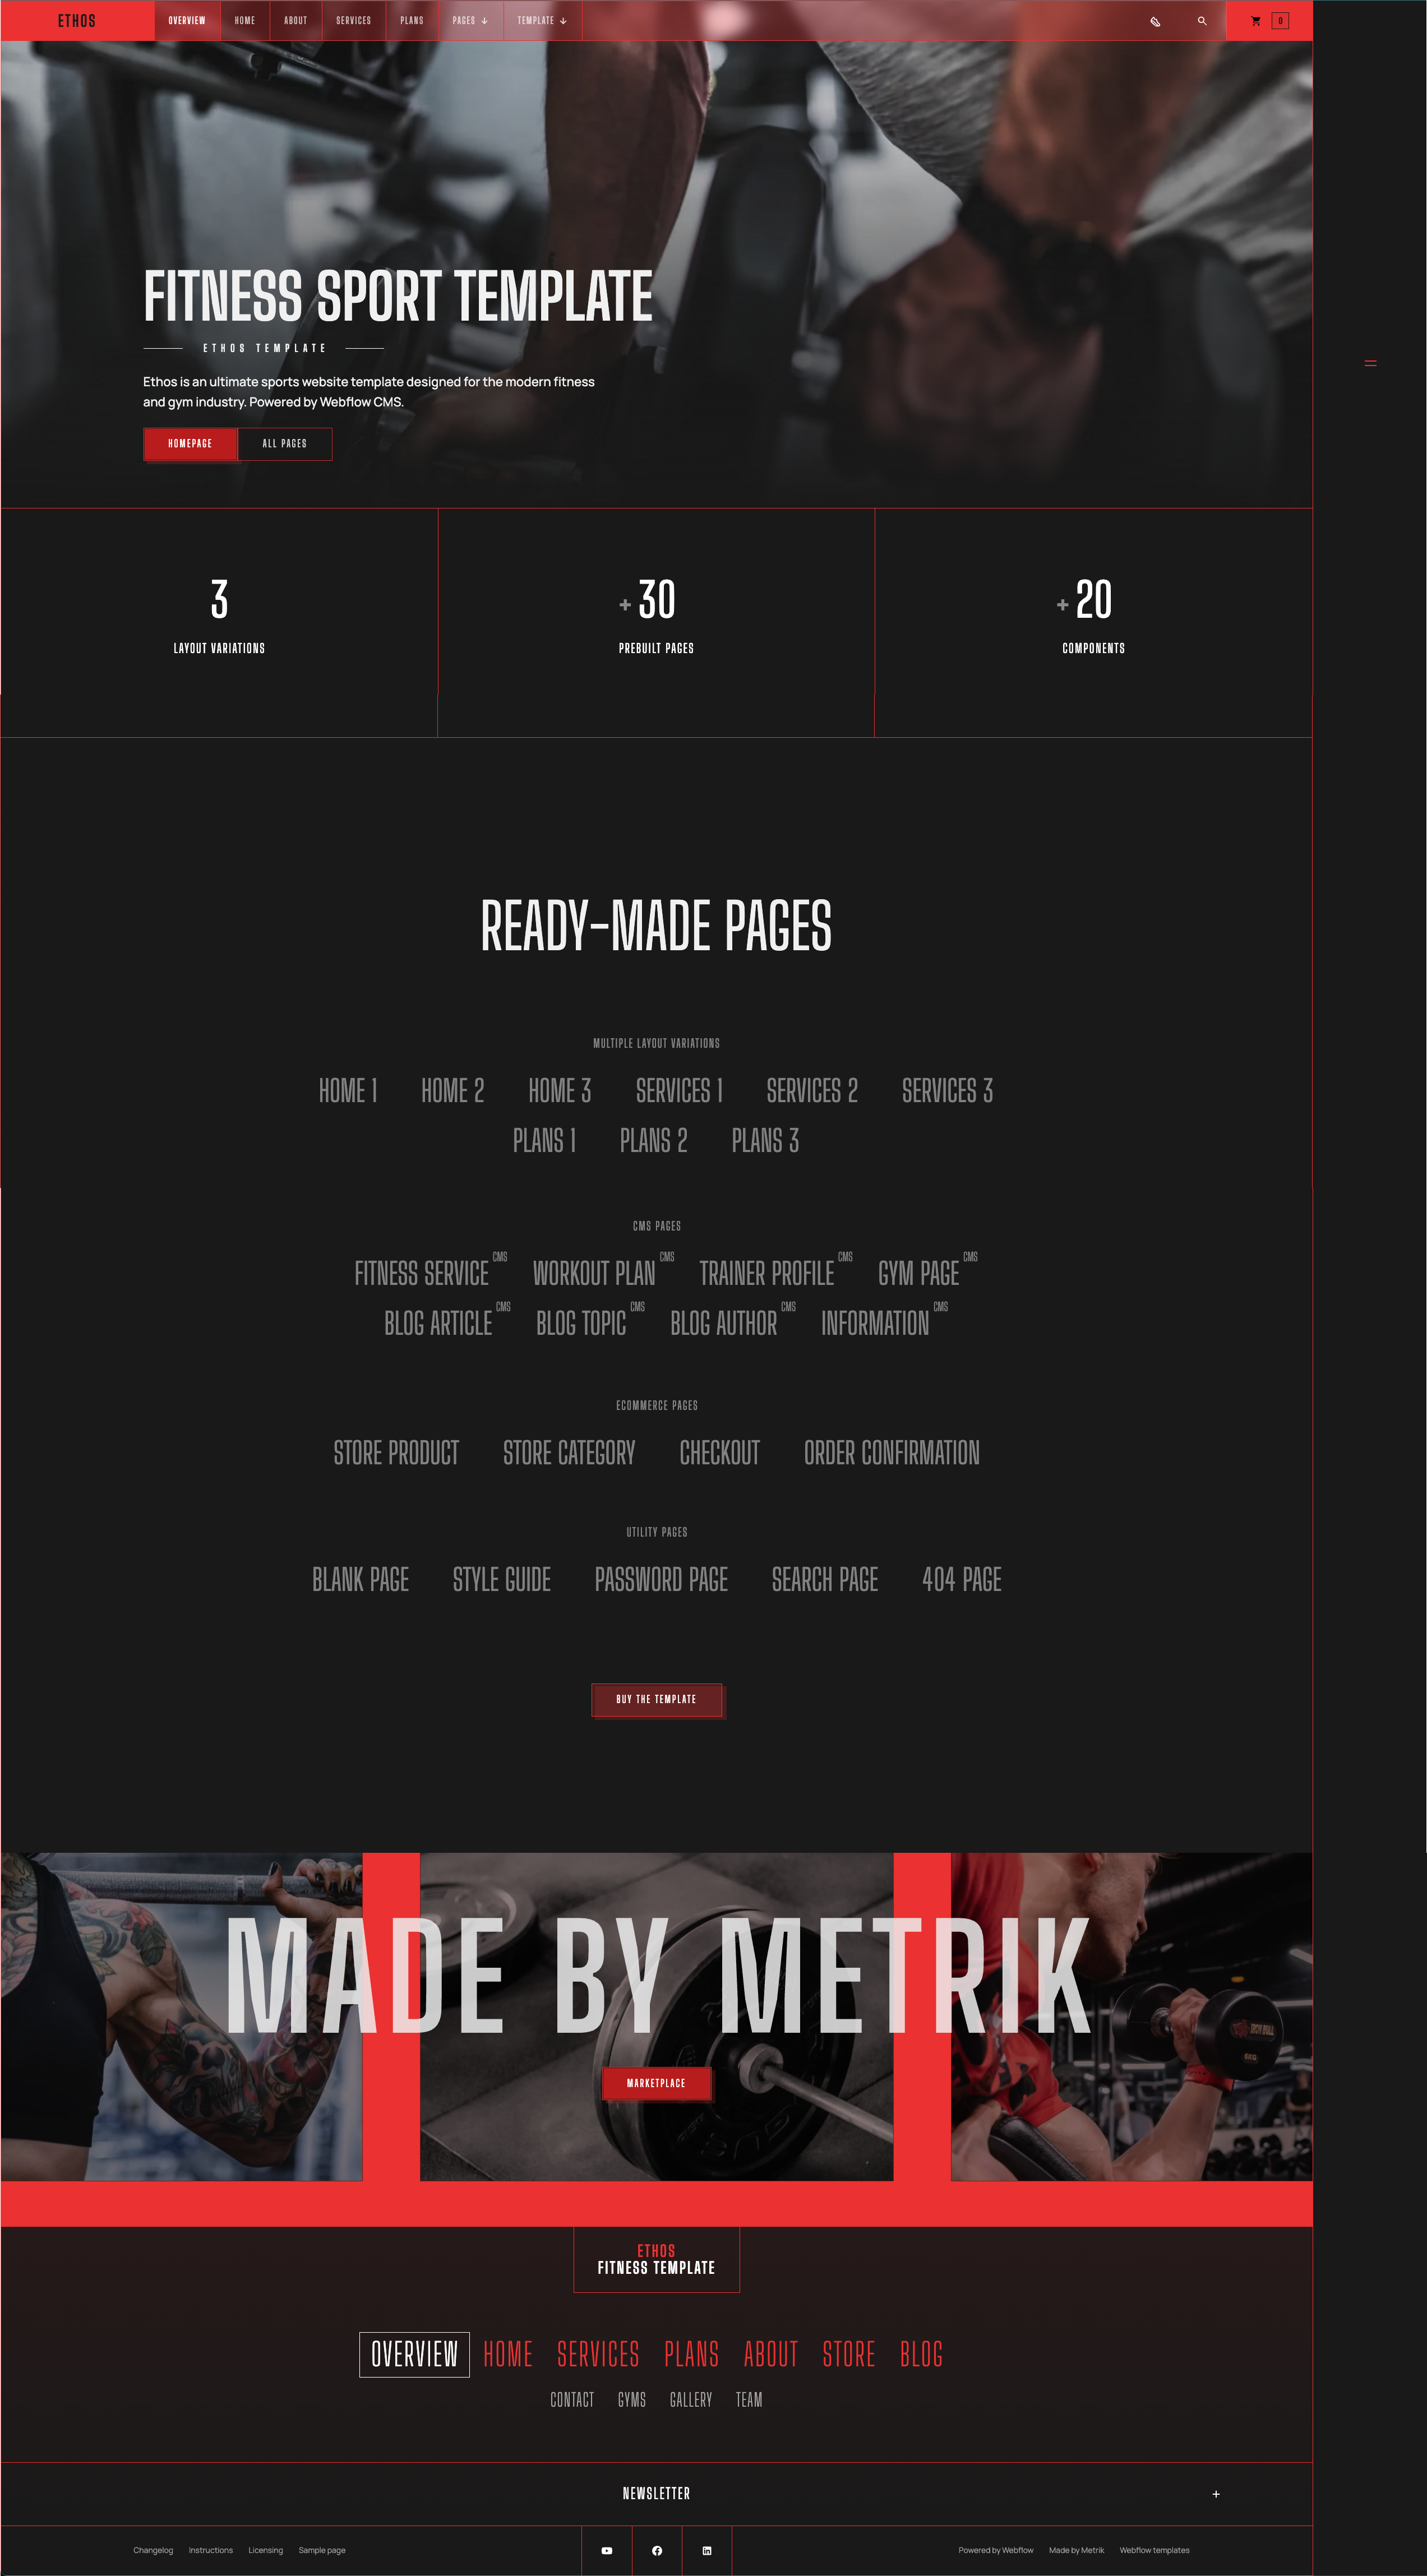 ETHOS
OVERVIEW
HOME
ABOUT
SERVICES
PLANS
PAGES
TEMPLATE
0
FITNESS SPORT TEMPLATE
ETHOS TEMPLATE
Ethos is an ultimate sports website template designed for the modern fitness
and gym industry. Powered by Webflow CMS.
HOMEPAGE
ALL PAGES
3
LAYOUT VARIATIONS
+ 30
PREBUILT PAGES
+ 20
COMPONENTS
READY-MADE PAGES
MULTIPLE LAYOUT VARIATIONS
HOME 1 HOME 2 HOME 3 SERVICES 1 SERVICES 2 SERVICES 3
PLANS 1 PLANS 2 PLANS 3
CMS PAGES
FITNESS SERVICE CMS WORKOUT PLAN CMS TRAINER PROFILE CMS GYM PAGE CMS
BLOG ARTICLE CMS BLOG TOPIC CMS BLOG AUTHOR CMS INFORMATION CMS
ECOMMERCE PAGES
STORE PRODUCT STORE CATEGORY CHECKOUT ORDER CONFIRMATION
UTILITY PAGES
BLANK PAGE STYLE GUIDE PASSWORD PAGE SEARCH PAGE 404 PAGE
BUY THE TEMPLATE
MADE BY METRIK
MARKETPLACE
ETHOS
FITNESS TEMPLATE
OVERVIEW HOME SERVICES PLANS ABOUT STORE BLOG
CONTACT GYMS GALLERY TEAM
NEWSLETTER +
Changelog Instructions Licensing Sample page
Powered by Webflow Made by Metrik Webflow templates